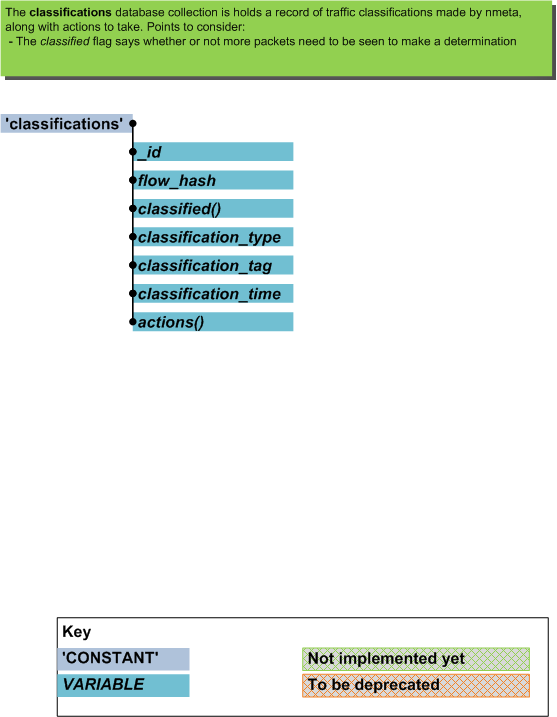 The classifications database collection is holds a record of traffic classifications made by nmeta,
along with actions to take. Points to consider:
- The classified flag says whether or not more packets need to be seen to make a determination
'classifications'
_id
flow_hash
classified()
classification_type
classification_tag
classification_time
actions()
Key
'CONSTANT'
Not implemented yet
VARIABLE
To be deprecated